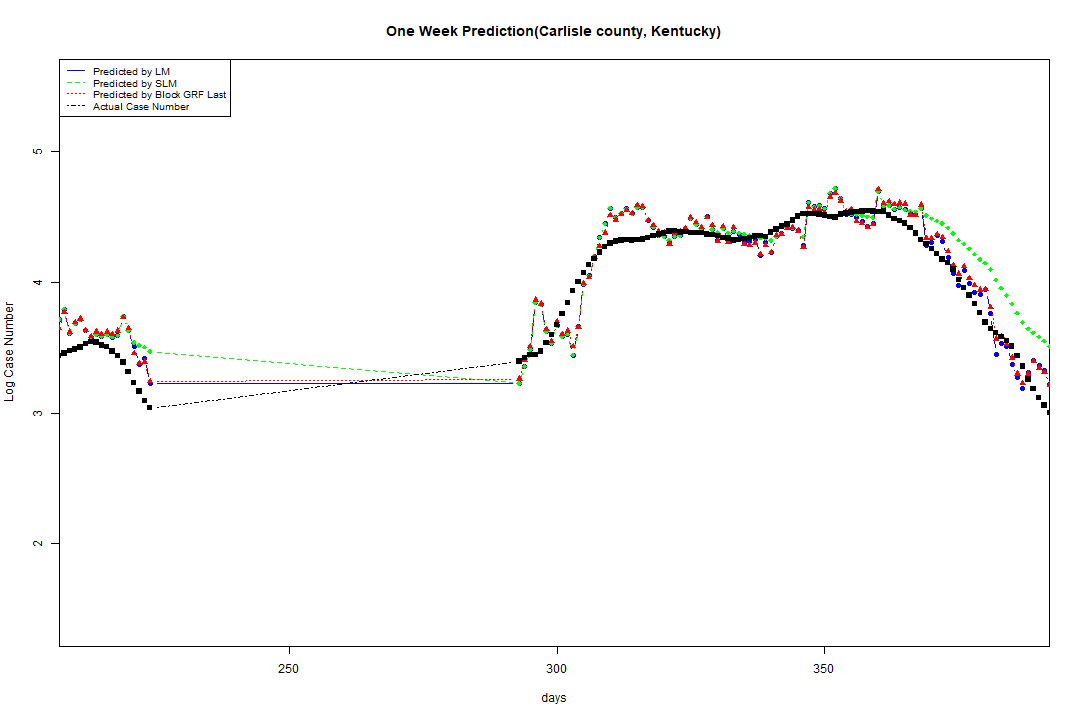 One Week Prediction(Carlisle county, Kentucky)
Predicted by LM
Predicted by SLM
Predicted by Block GRF Last
Actual Case Number
5
4
3
2
Log Case Number
250
300
350
days